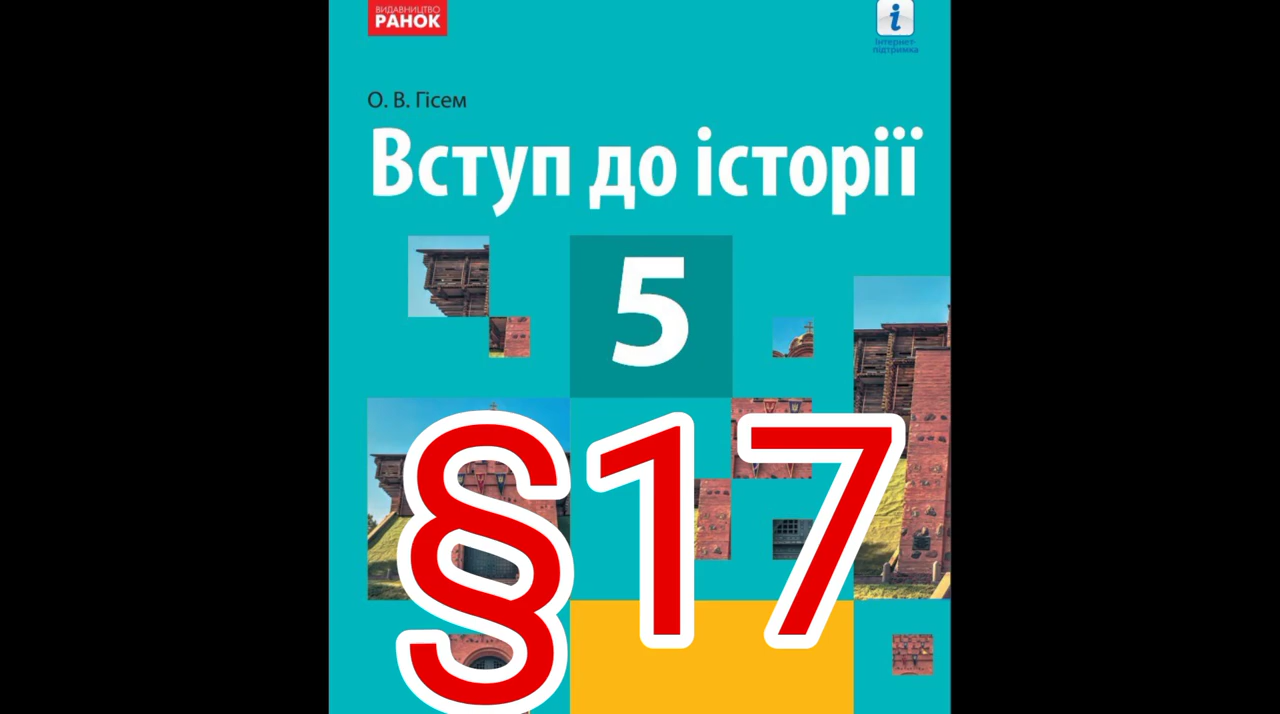 ВИДАВНИЦТВО
РАНОК
i
Інтернет-
підтримка
О. В. Гісем
Вступ до історії
5
§17